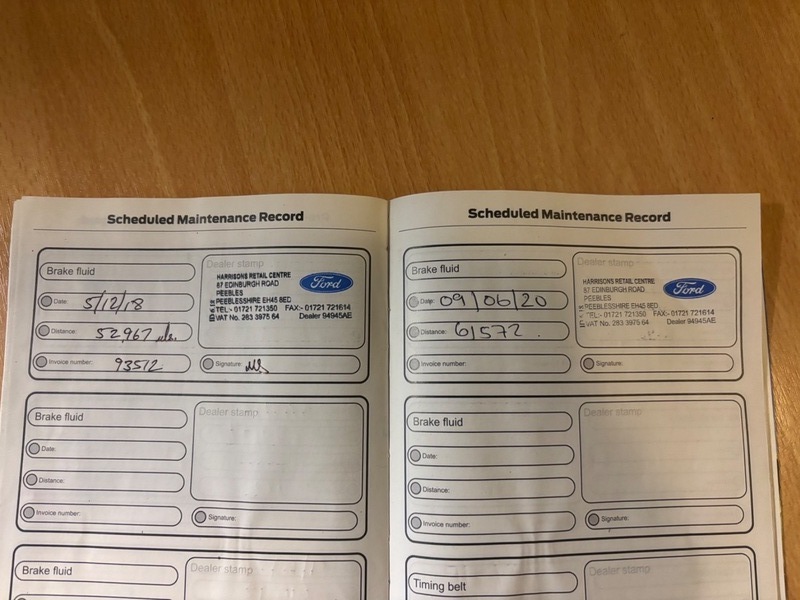 Scheduled Maintenance Record
Brake fluid
Date: 5/12/18
Distance: 52,967 mls.
Invoice number: 93512
Dealer stamp
HARRISONS RETAIL CENTRE
87 EDINBURGH ROAD
PEEBLES
PEEBLESSHIRE EH45 8ED
TEL:- 01721 721350 FAX:- 01721 721614
VAT No. 263 3975 64 Dealer 94945AE
Ford
Signature:
Brake fluid
Date:
Distance:
Invoice number:
Dealer stamp
Signature:
Brake fluid
Dealer stamp
Scheduled Maintenance Record
Brake fluid
Date: 09/06/20
Distance: 61572
Invoice number:
Dealer stamp
HARRISONS RETAIL CENTRE
87 EDINBURGH ROAD
PEEBLES
PEEBLESSHIRE EH45 8ED
TEL:- 01721 721350 FAX:- 01721 721614
VAT No. 263 3975 64 Dealer 94945AE
Ford
Signature:
Brake fluid
Date:
Distance:
Invoice number:
Dealer stamp
Signature:
Timing belt
Dealer stamp